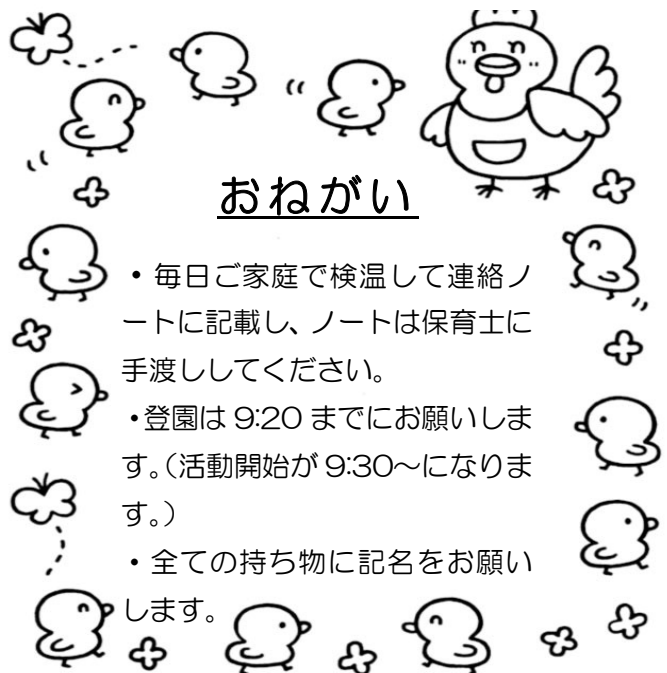 おねがい
・毎日ご家庭で検温して連絡ノ
ートに記載し、ノートは保育士に
手渡ししてください。
・登園は 9:20 までにお願いしま
す。（活動開始が 9:30～になりま
す。）
・全ての持ち物に記名をお願い
します。